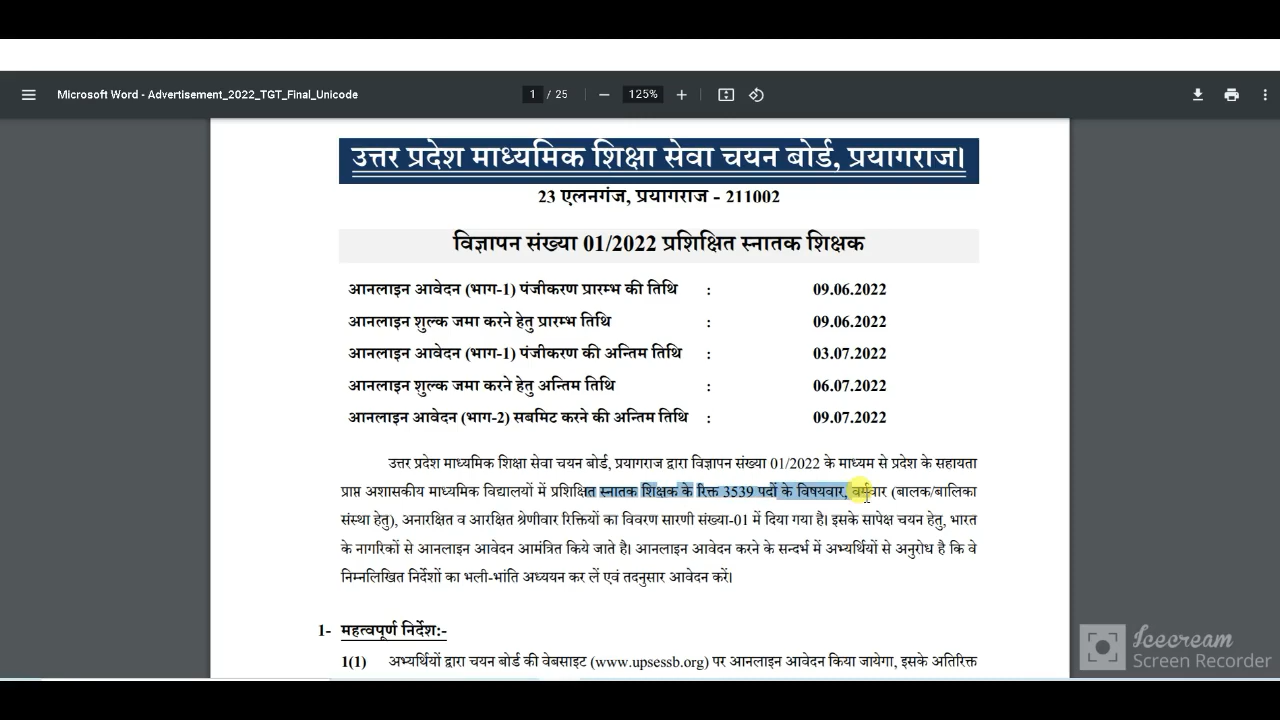 Microsoft Word - Advertisement_2022_TGT_Final_Unicode
1 / 25
125%
उत्तर प्रदेश माध्यमिक शिक्षा सेवा चयन बोर्ड, प्रयागराज।
23 एलनगंज, प्रयागराज - 211002
विज्ञापन संख्या 01/2022 प्रशिक्षित स्नातक शिक्षक
आनलाइन आवेदन (भाग-1) पंजीकरण प्रारम्भ की तिथि : 09.06.2022
आनलाइन शुल्क जमा करने हेतु प्रारम्भ तिथि : 09.06.2022
आनलाइन आवेदन (भाग-1) पंजीकरण की अन्तिम तिथि : 03.07.2022
आनलाइन शुल्क जमा करने हेतु अन्तिम तिथि : 06.07.2022
आनलाइन आवेदन (भाग-2) सबमिट करने की अन्तिम तिथि : 09.07.2022
उत्तर प्रदेश माध्यमिक शिक्षा सेवा चयन बोर्ड, प्रयागराज द्वारा विज्ञापन संख्या 01/2022 के माध्यम से प्रदेश के सहायता
प्राप्त अशासकीय माध्यमिक विद्यालयों में प्रशिक्षित स्नातक शिक्षक के रिक्त 3539 पदों के विषयवार, वर्गवार (बालक/बालिका
संस्था हेतु), अनारक्षित व आरक्षित श्रेणीवार रिक्तियों का विवरण सारणी संख्या-01 में दिया गया है। इसके सापेक्ष चयन हेतु, भारत
के नागरिकों से आनलाइन आवेदन आमंत्रित किये जाते है। आनलाइन आवेदन करने के सन्दर्भ में अभ्यर्थियों से अनुरोध है कि वे
निम्नलिखित निर्देशों का भली-भांति अध्ययन कर लें एवं तदनुसार आवेदन करें।
1- महत्वपूर्ण निर्देश:-
1(1) अभ्यर्थियों द्वारा चयन बोर्ड की वेबसाइट (www.upsessb.org) पर आनलाइन आवेदन किया जायेगा, इसके अतिरिक्त
Icecream
Screen Recorder